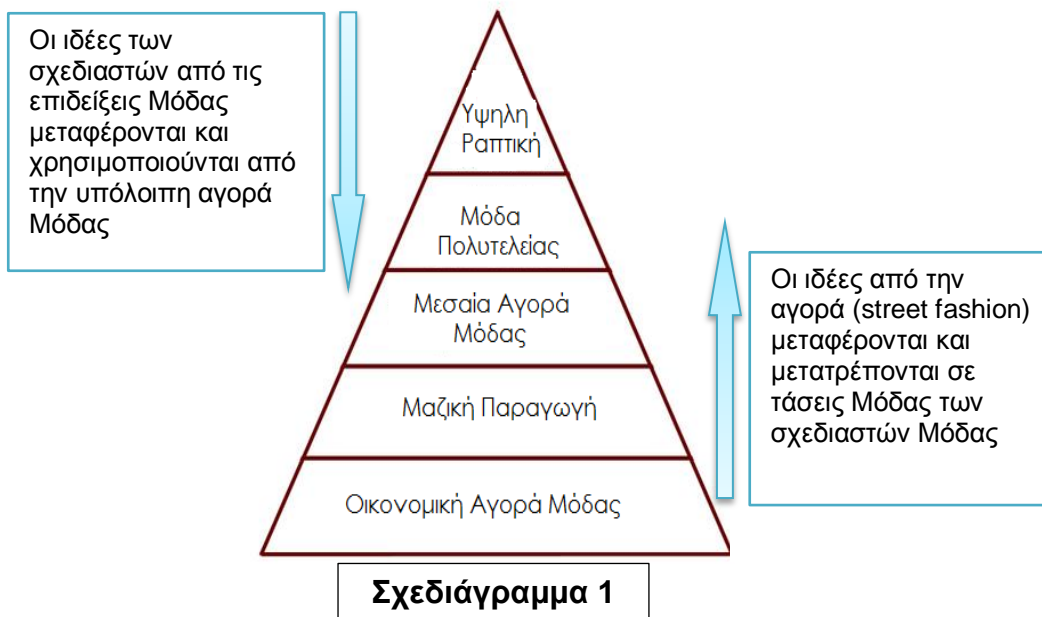 Οι ιδέες των
σχεδιαστών από τις
επιδείξεις Μόδας
μεταφέρονται και
χρησιμοποιούνται από
την υπόλοιπη αγορά
Μόδας
Υψηλη
Ραπτική
Μόδα
Πολυτελείας
Μεσαία Αγορά
Μόδας
Μαζική Παραγωγή
Οικονομική Αγορά Μόδας
Οι ιδέες από την
αγορά (street fashion)
μεταφέρονται και
μετατρέπονται σε
τάσεις Μόδας των
σχεδιαστών Μόδας
Σχεδιάγραμμα 1